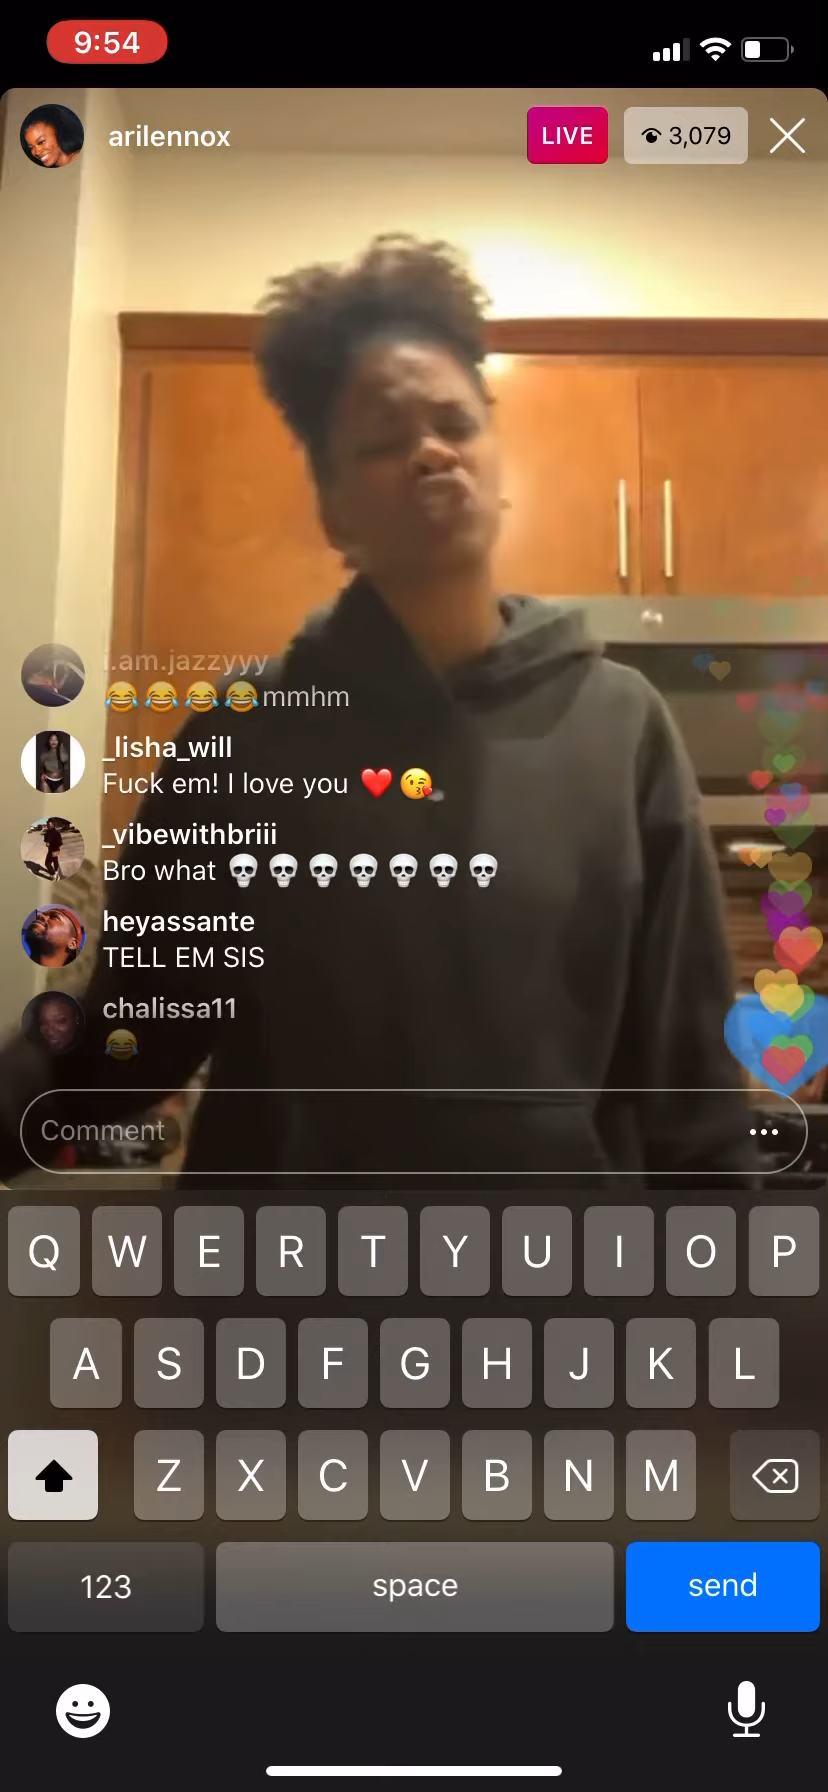 9:54
arilennox
LIVE
3,079
i.am.jazzyyy
😂😂😂😂mmhm
_lisha_will
Fuck em! I love you ❤️😘
_vibewithbriii
Bro what 💀💀💀💀💀💀💀
heyassante
TELL EM SIS
chalissa11
😂
Comment
Q W E R T Y U I O P
A S D F G H J K L
Z X C V B N M
123 space send